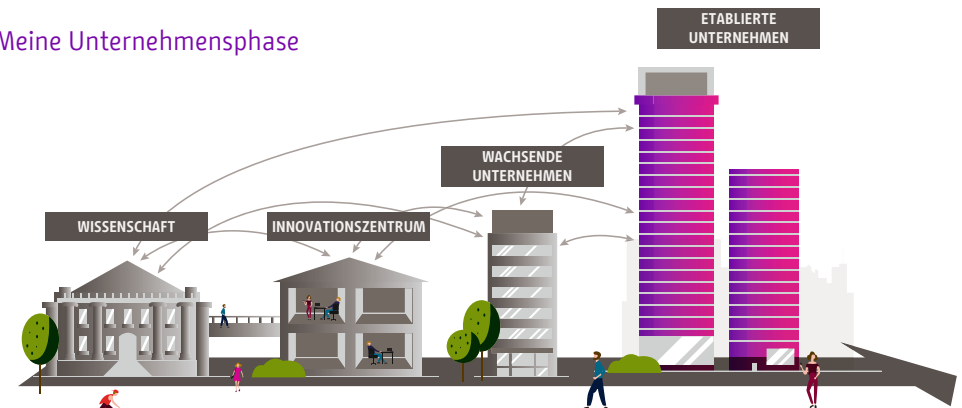 Meine Unternehmensphase
ETABLIERTE
UNTERNEHMEN
WACHSENDE
UNTERNEHMEN
WISSENSCHAFT
INNOVATIONSZENTRUM